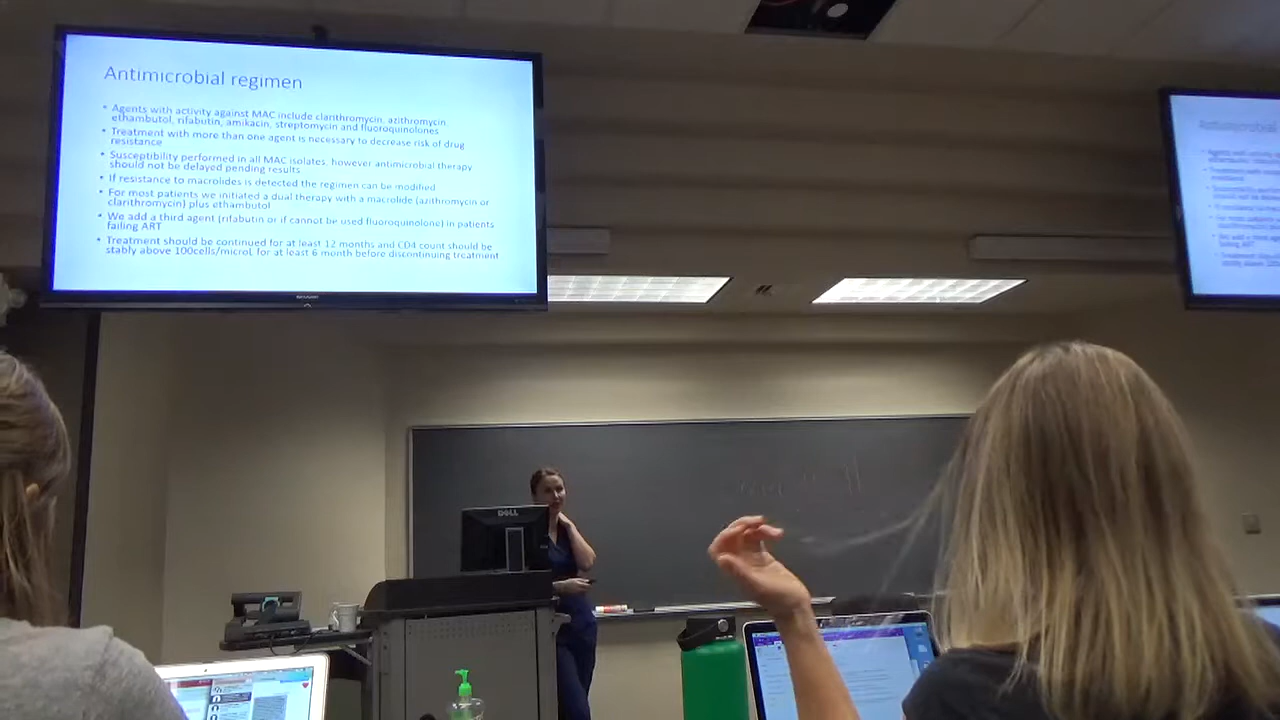 Antimicrobial regimen
• Agents with activity against MAC include clarithromycin, azithromycin
ethambutol, rifabutin, amikacin, streptomycin and fluoroquinolones
• Treatment with more than one agent is necessary to decrease risk of drug
resistance
• Susceptibility performed in all MAC isolates, however antimicrobial therapy
should not be delayed pending results
• If resistance to macrolides is detected the regimen can be modified
• For most patients we initiated a dual therapy with a macrolide (azithromycin or
clarithromycin) plus ethambutol
• We add a third agent (rifabutin or if cannot be used fluoroquinolone) in patients
failing ART
• Treatment should be continued for at least 12 months and CD4 count should be
stably above 100cells/microL for at least 6 month before discontinuing treatment
SHARP
Antimicrobial
DELL